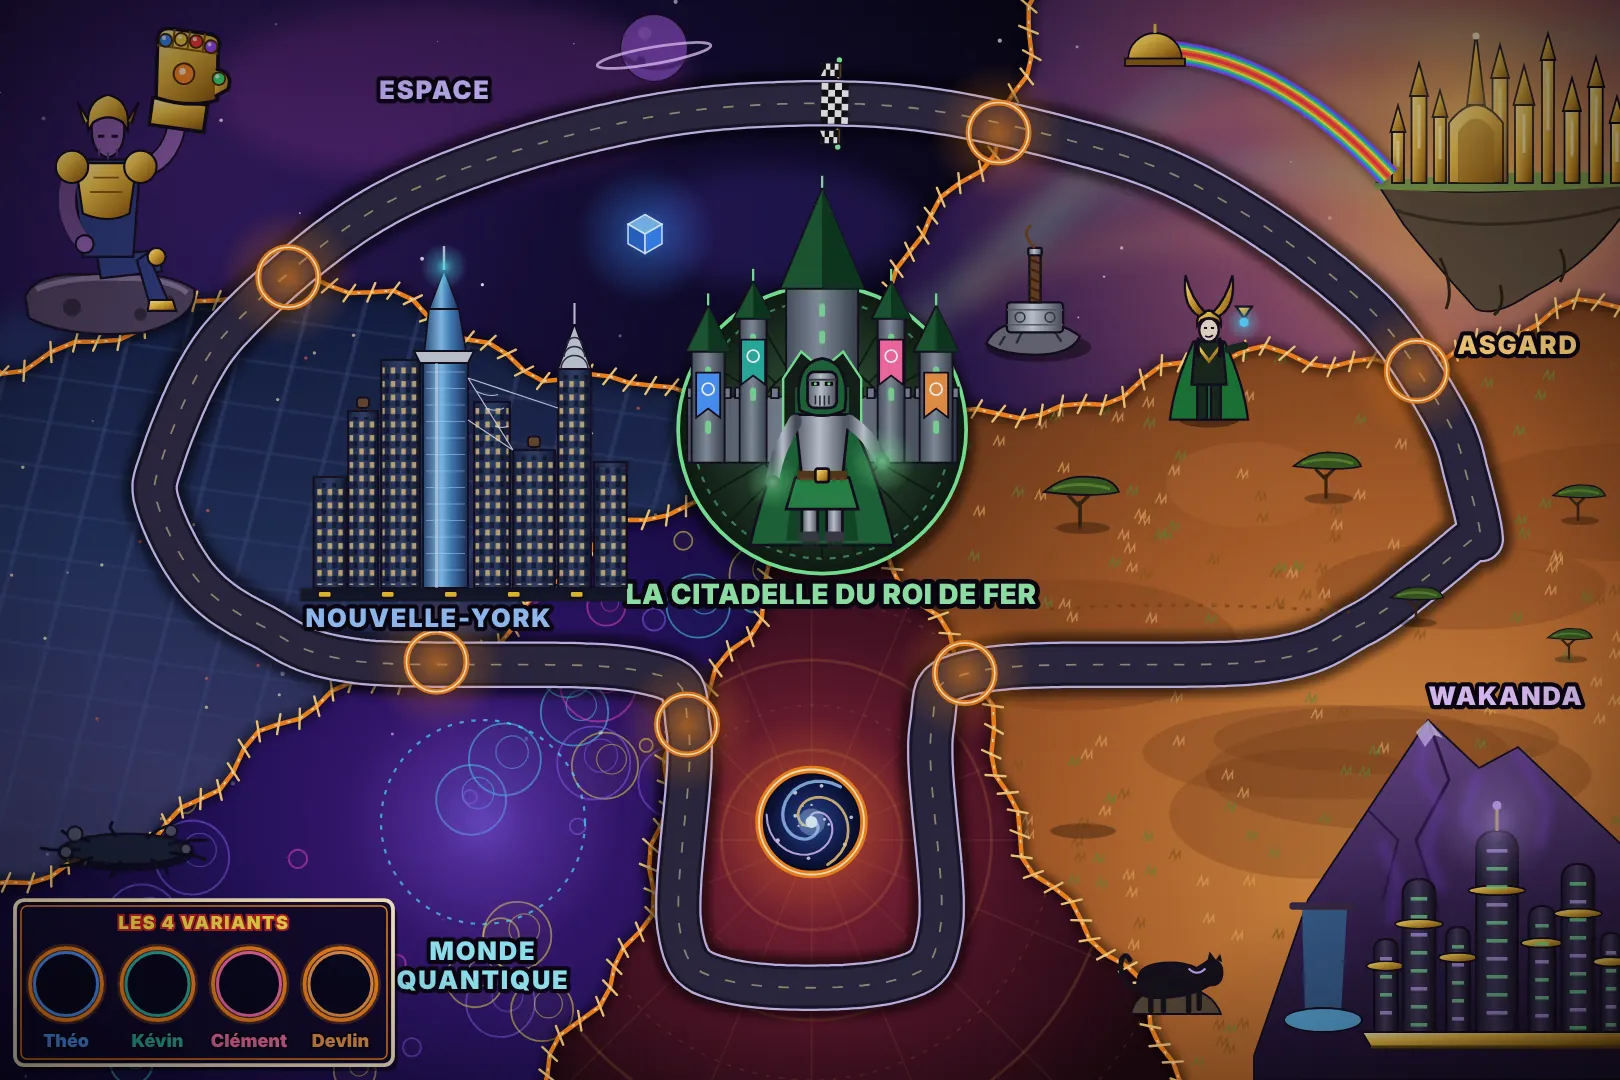 ESPACE
ASGARD
LA CITADELLE DU ROI DE FER
NOUVELLE-YORK
WAKANDA
MONDE
QUANTIQUE
LES 4 VARIANTS
Théo
Kévin
Clément
Devlin